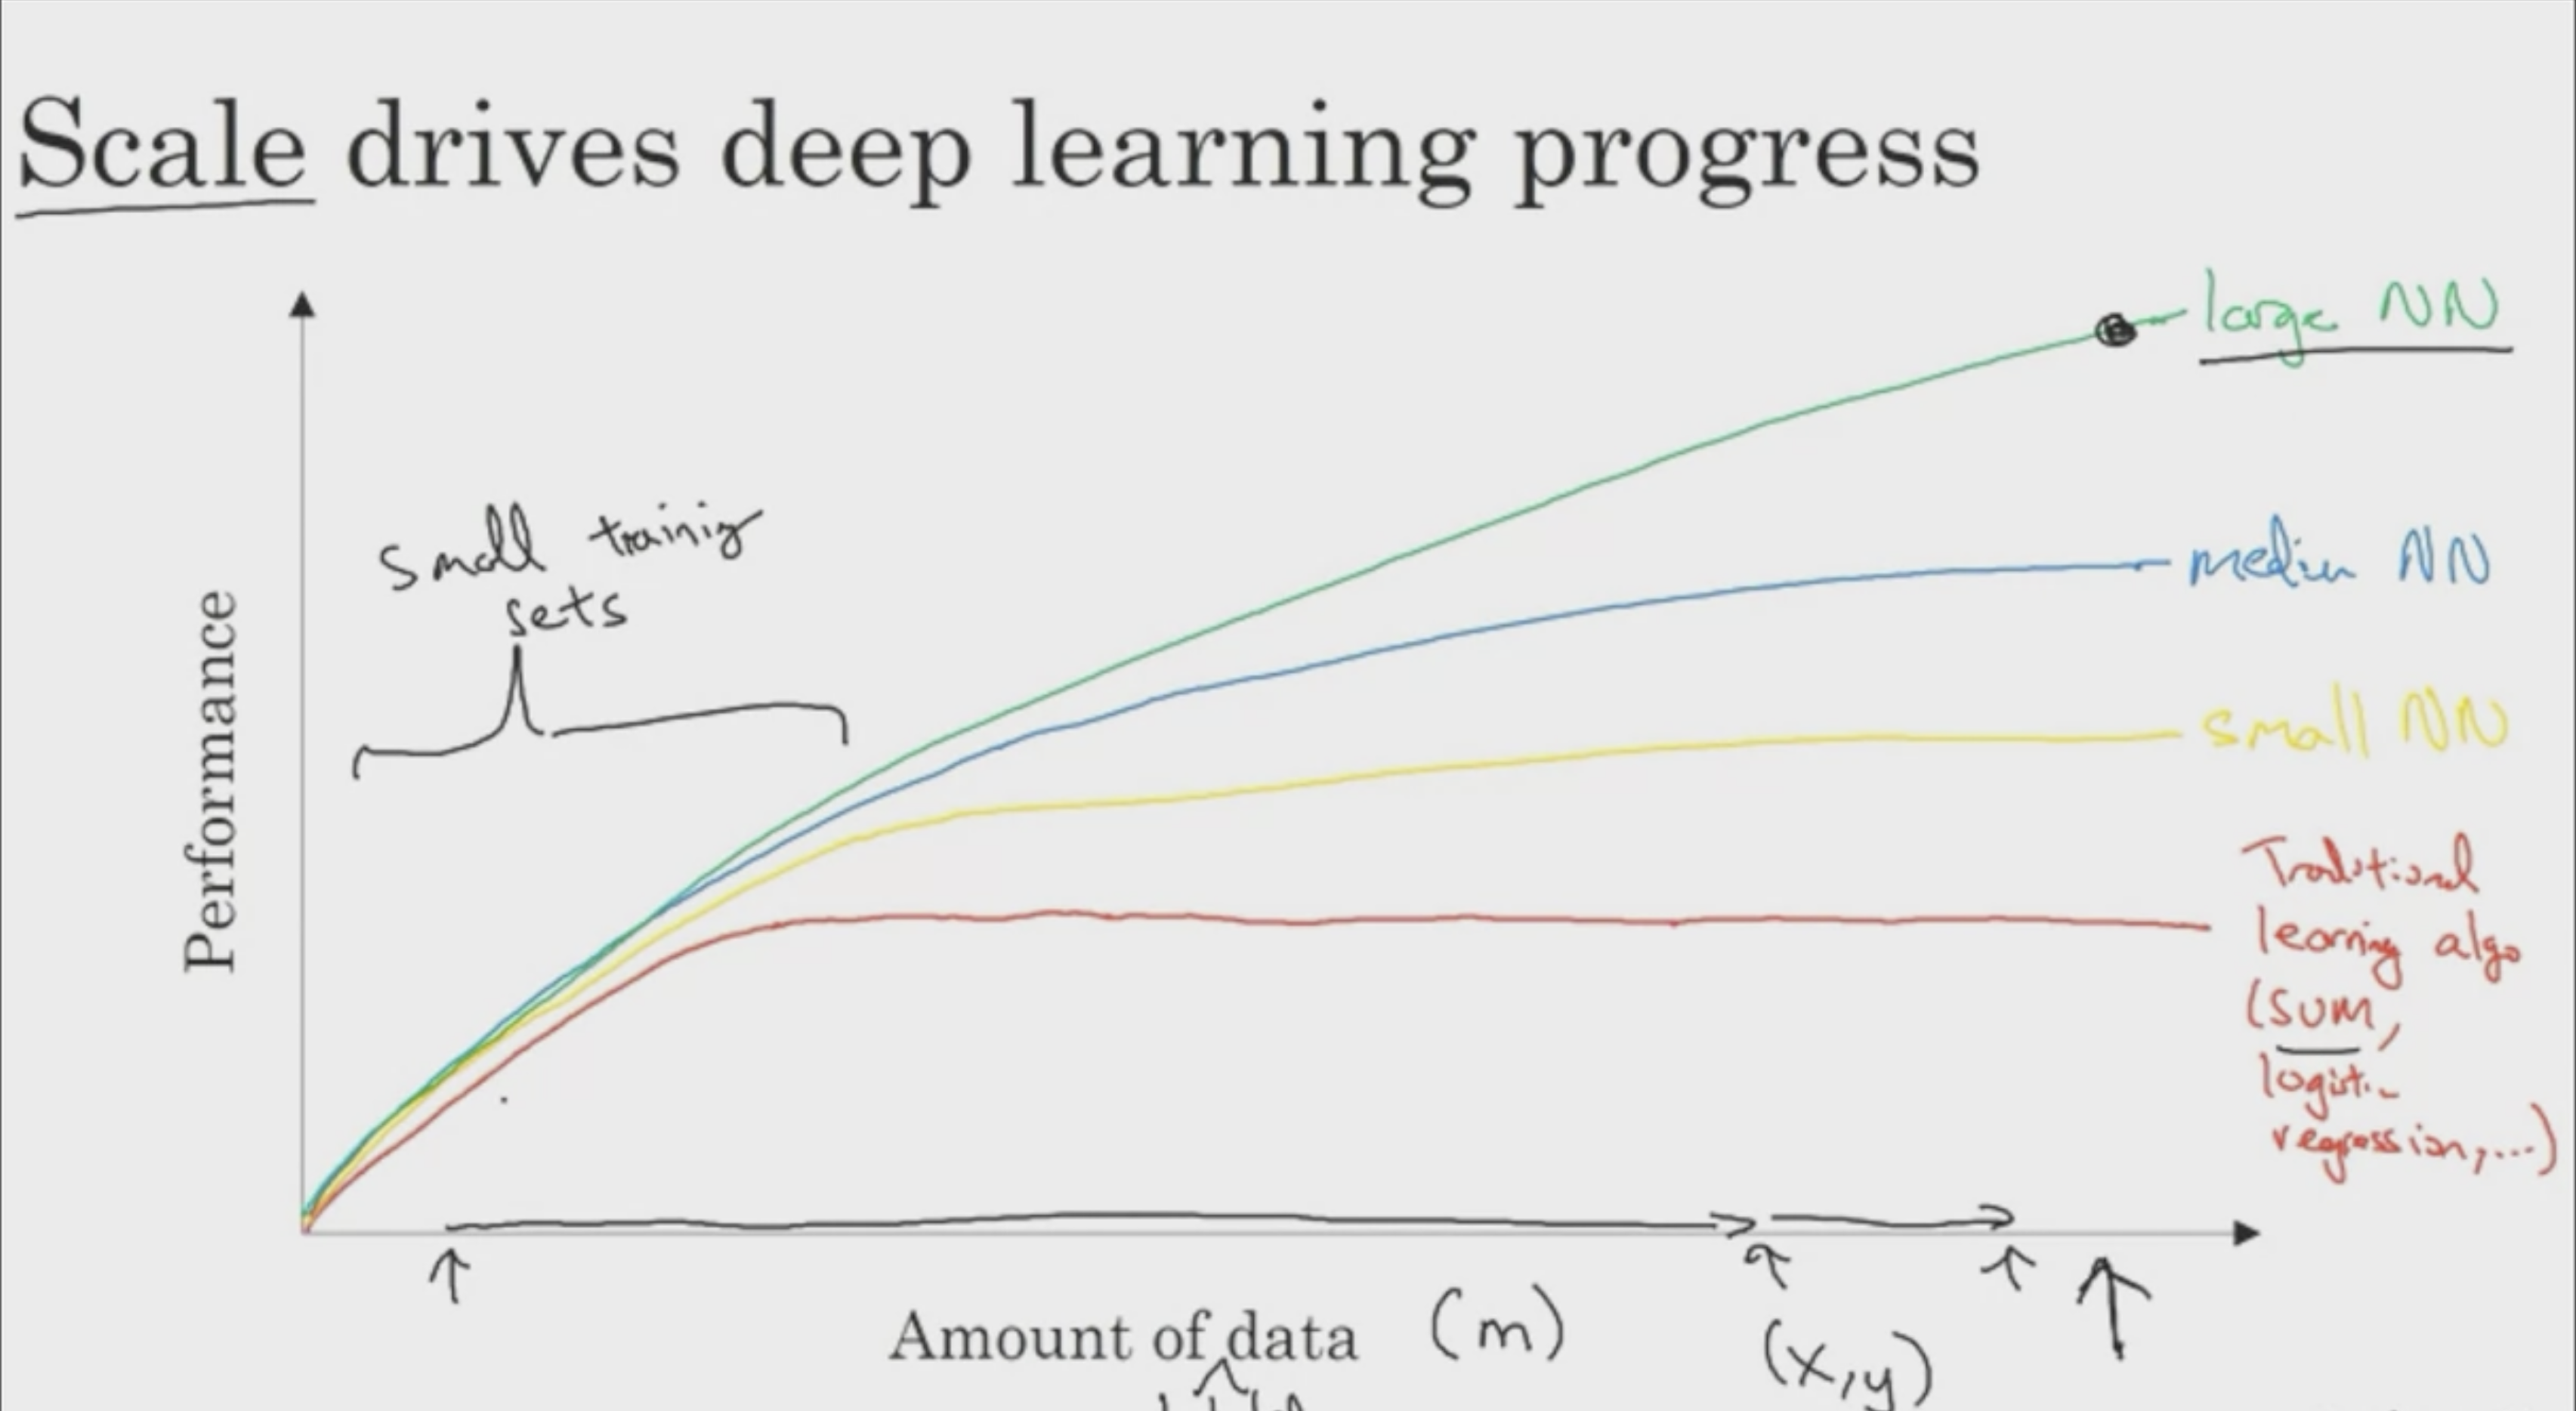 Scale drives deep learning progress
large NN
small training
sets
medium NN
small NN
Performance
Traditional
learning algo
(SVM,
logistic
regression,...)
Amount of data (m)
(x,y)